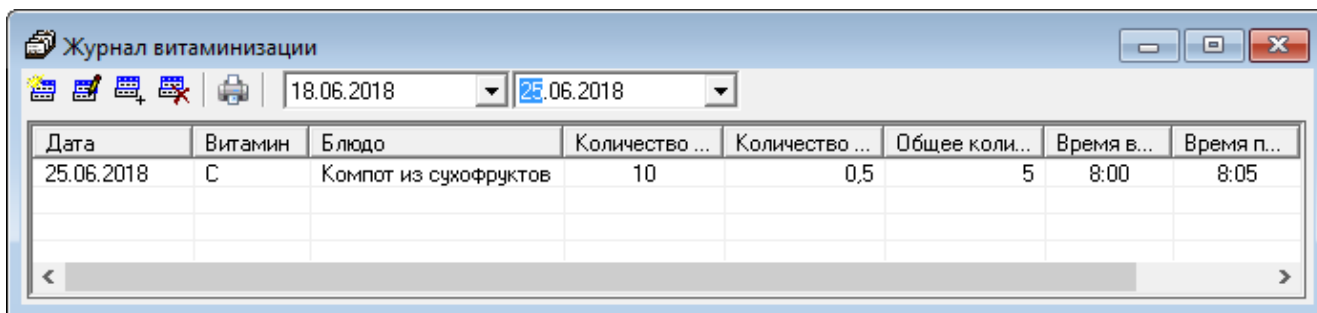 Журнал витаминизации
18.06.2018 25.06.2018
Дата Витамин Блюдо Количество ... Количество ... Общее коли... Время в... Время п...
25.06.2018 С Компот из сухофруктов 10 0,5 5 8:00 8:05